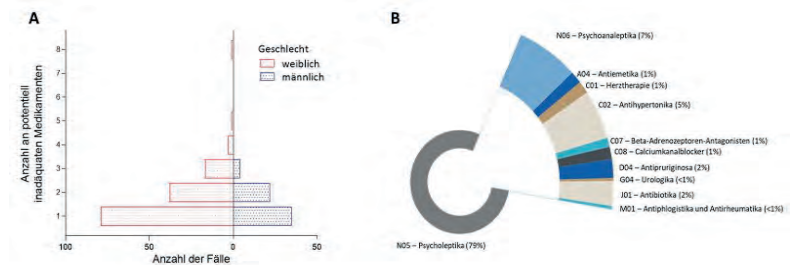 A
Anzahl an potentiell
inadäquaten Medikamenten
8
7
6
5
4
3
2
1
100
50
0
50
Anzahl der Fälle
Geschlecht
weiblich
männlich
B
N06 – Psychoanaleptika (7%)
A04 – Antiemetika (1%)
C01 – Herztherapie (1%)
C02 – Antihypertonika (5%)
C07 – Beta-Adrenozeptoren-Antagonisten (1%)
C08 – Calciumkanalblocker (1%)
D04 – Antipruriginosa (2%)
G04 – Urologika (<1%)
J01 – Antibiotika (2%)
M01 – Antiphlogistika und Antirheumatika (<1%)
N05 – Psycholeptika (79%)